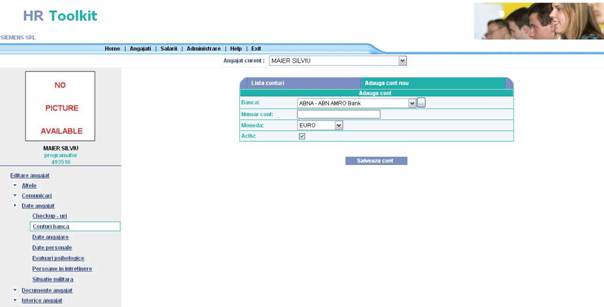 HR Toolkit
SIEMENS SRL
Home | Angajati | Salarii | Administrare | Help | Exit
Angajat curent : MAIER SILVIU
NO
PICTURE
AVAILABLE
MAIER SILVIU
programator
493516
Editare angajat
Altele
Comunicari
Date angajat
Checkup - uri
Conturi banca
Date angajare
Date personale
Evaluari psihologice
Persoane in intretinere
Situatie militara
Documente angajat
Istorice angajat
Lista conturi Adauga cont nou
Adauga cont
Banca: ABNA - ABN AMRO Bank ...
Numar cont:
Moneda: EURO
Activ:
Salveaza cont